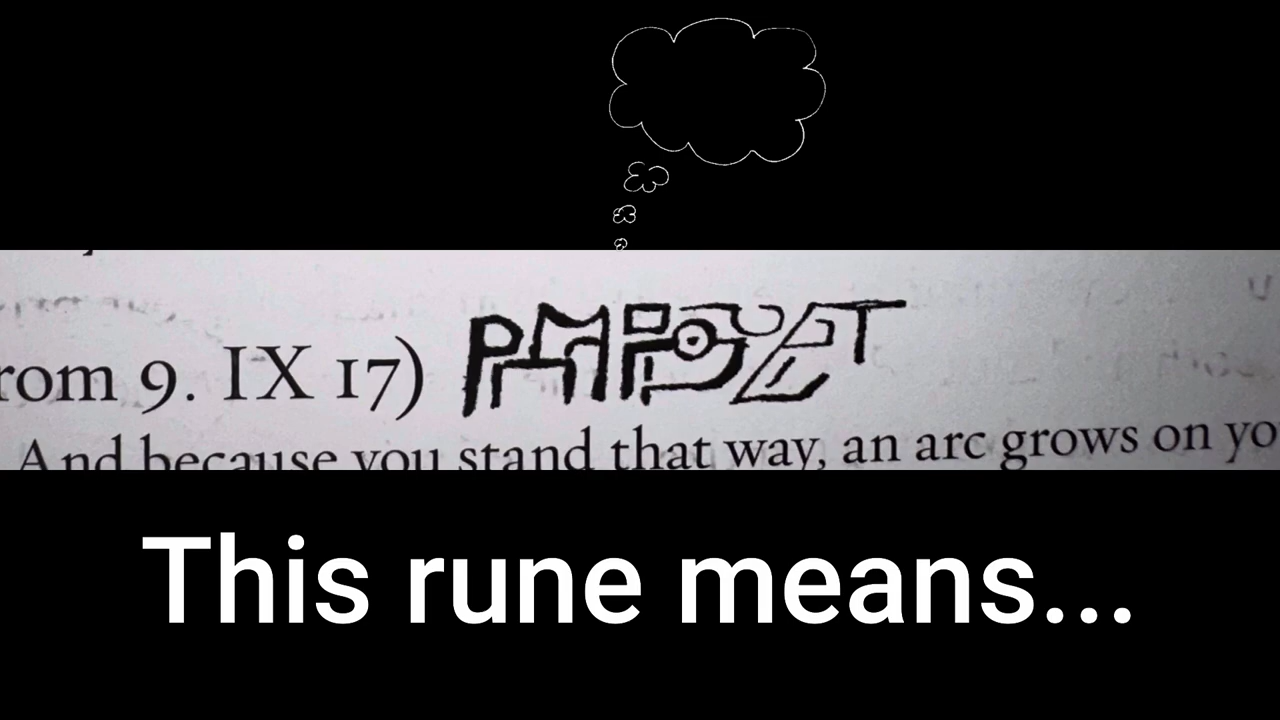 rom 9. IX 17)
And because you stand that way, an arc grows on yo
This rune means...